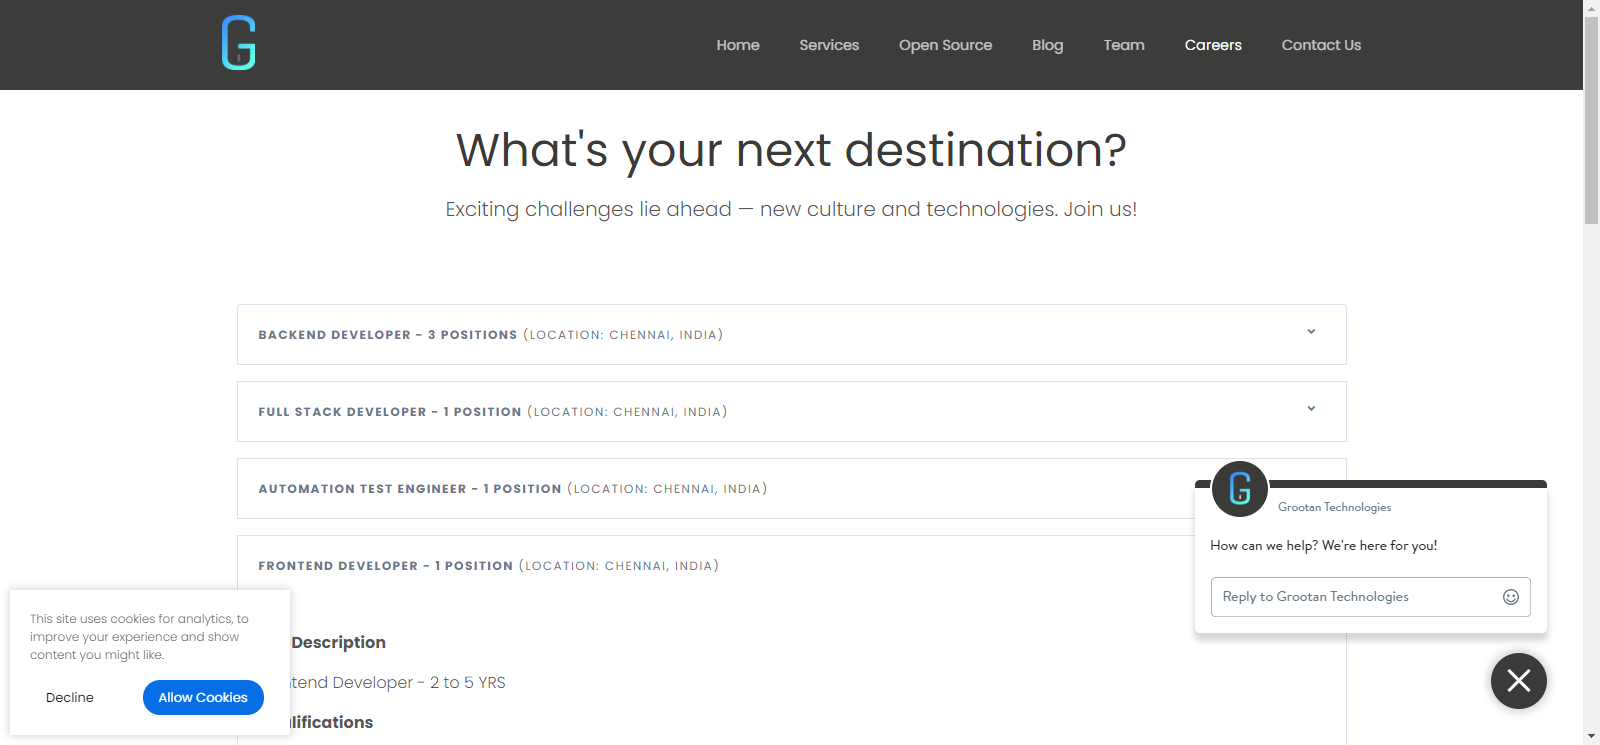 Home Services Open Source Blog Team Careers Contact Us
What's your next destination?
Exciting challenges lie ahead — new culture and technologies. Join us!
BACKEND DEVELOPER - 3 POSITIONS (LOCATION: CHENNAI, INDIA)
FULL STACK DEVELOPER - 1 POSITION (LOCATION: CHENNAI, INDIA)
AUTOMATION TEST ENGINEER - 1 POSITION (LOCATION: CHENNAI, INDIA)
FRONTEND DEVELOPER - 1 POSITION (LOCATION: CHENNAI, INDIA)
Description
tend Developer - 2 to 5 YRS
lifications
Grootan Technologies
How can we help? We're here for you!
Reply to Grootan Technologies
This site uses cookies for analytics, to
improve your experience and show
content you might like.
Decline Allow Cookies